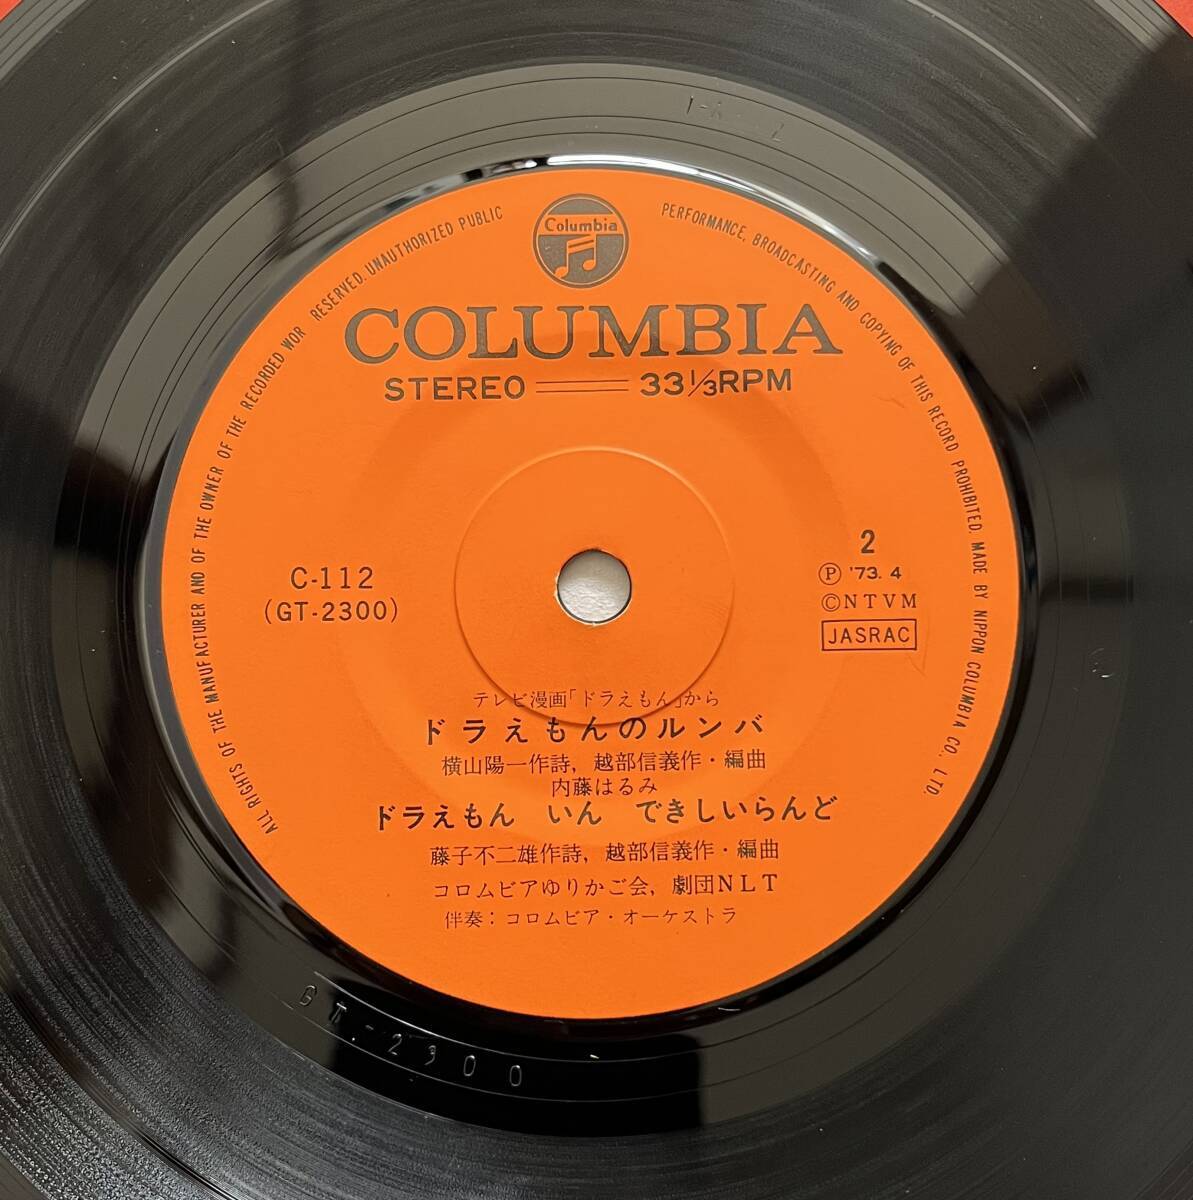 Columbia
ALL RIGHTS OF THE MANUFACTURER AND OF THE OWNER OF THE RECORDED WOR RESERVED. UNAUTHORIZED PUBLIC
PERFORMANCE, BROADCASTING AND COPYING OF THIS RECORD PROHIBITED. MADE BY NIPPON COLUMBIA CO., LTD.
COLUMBIA
STEREO 33 1/3 RPM
C-112
(GT-2300)
2
Ⓟ '73. 4
©NTVM
JASRAC
テレビ漫画「ドラえもん」から
ドラえもんのルンバ
横山陽一作詩, 越部信義作・編曲
内藤はるみ
ドラえもん いん できしいらんど
藤子不二雄作詩, 越部信義作・編曲
コロムビアゆりかご会, 劇団NLT
伴奏: コロムビア・オーケストラ
GT.-2300